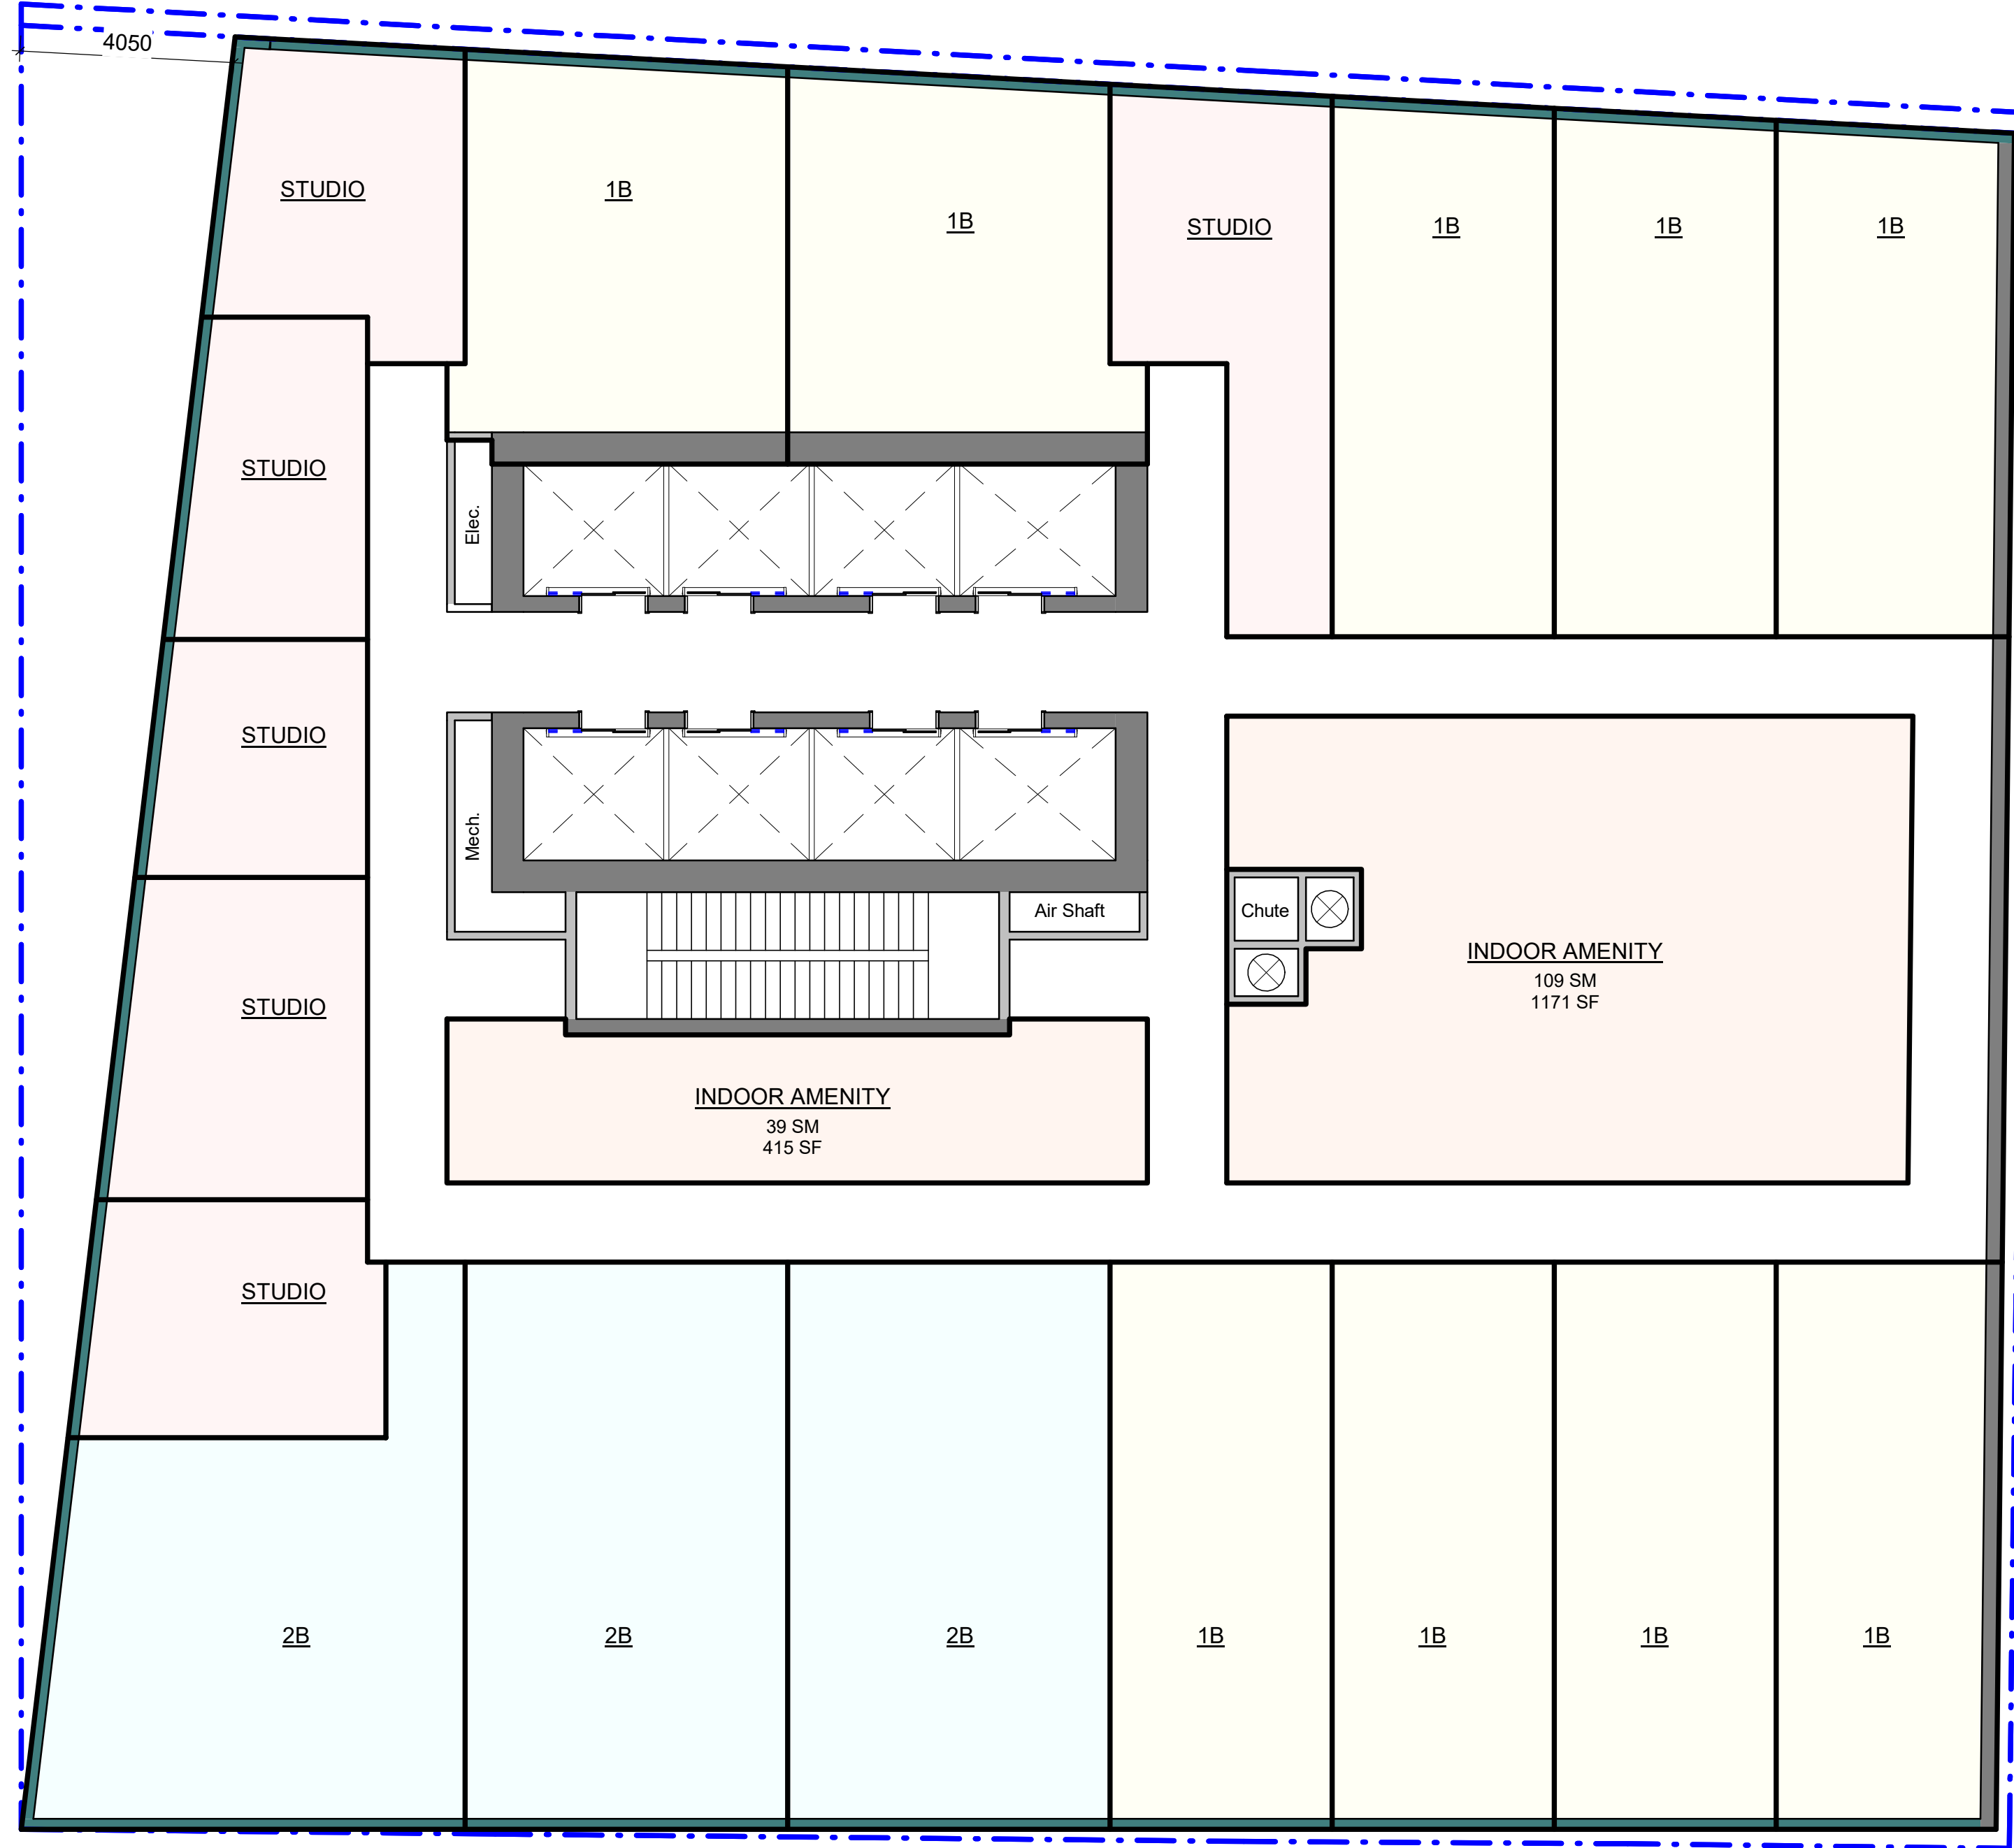 4050
STUDIO
1B
1B
STUDIO
1B
1B
1B
STUDIO
Elec.
STUDIO
Mech.
Air Shaft
Chute
INDOOR AMENITY
109 SM
1171 SF
STUDIO
INDOOR AMENITY
39 SM
415 SF
STUDIO
2B
2B
2B
1B
1B
1B
1B